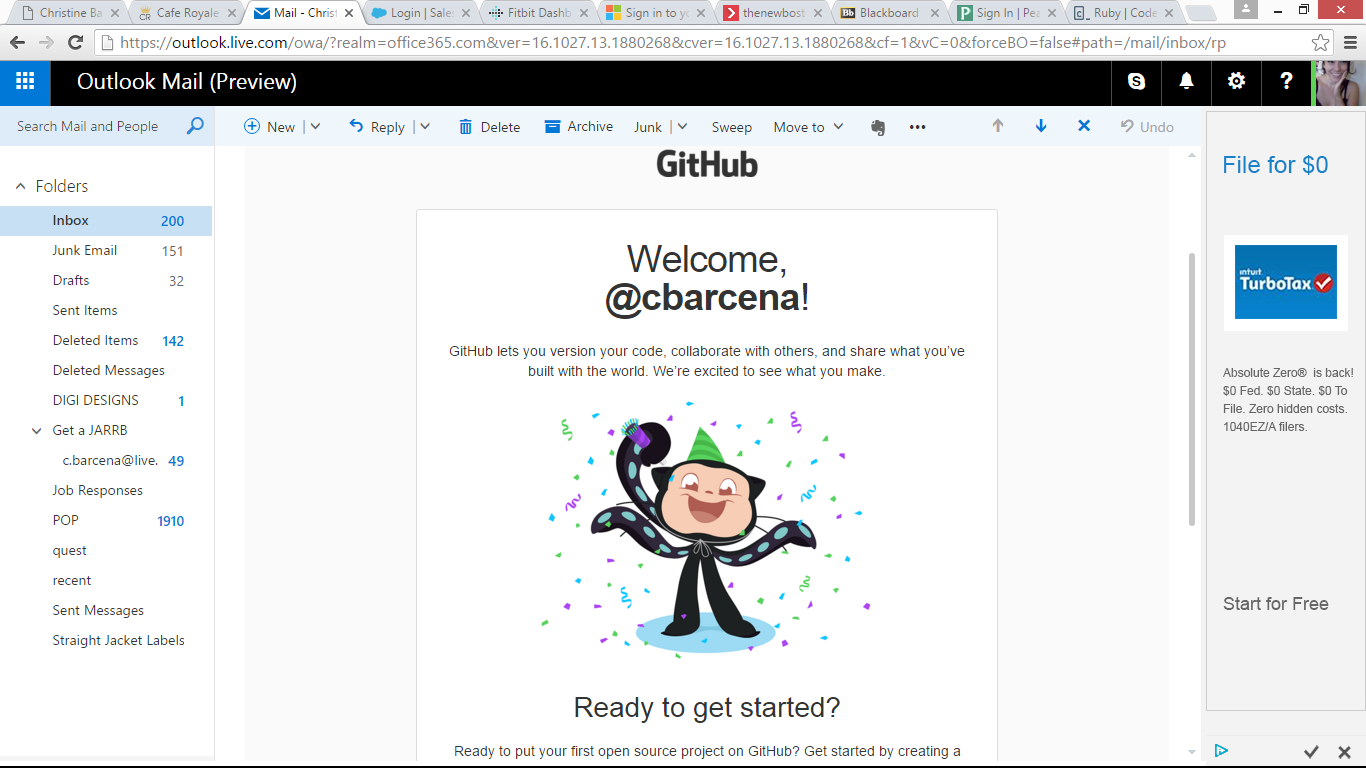 Christine Ba
Cafe Royale
Mail - Christ
Login | Sales
Fitbit Dashb
Sign in to yo
thenewbost
Blackboard
Sign In | Pea
Ruby | Code
https://outlook.live.com/owa/?realm=office365.com&ver=16.1027.13.1880268&cver=16.1027.13.1880268&cf=1&vC=0&forceBO=false#path=/mail/inbox/rp
Outlook Mail (Preview)
Search Mail and People
New
Reply
Delete
Archive
Junk
Sweep
Move to
Undo
Folders
Inbox 200
Junk Email 151
Drafts 32
Sent Items
Deleted Items 142
Deleted Messages
DIGI DESIGNS 1
Get a JARRB
c.barcena@live. 49
Job Responses
POP 1910
quest
recent
Sent Messages
Straight Jacket Labels
GitHub
Welcome,
@cbarcena!
GitHub lets you version your code, collaborate with others, and share what you've
built with the world. We're excited to see what you make.
Ready to get started?
Ready to put your first open source project on GitHub? Get started by creating a
File for $0
intuit
TurboTax
Absolute Zero® is back!
$0 Fed. $0 State. $0 To
File. Zero hidden costs.
1040EZ/A filers.
Start for Free